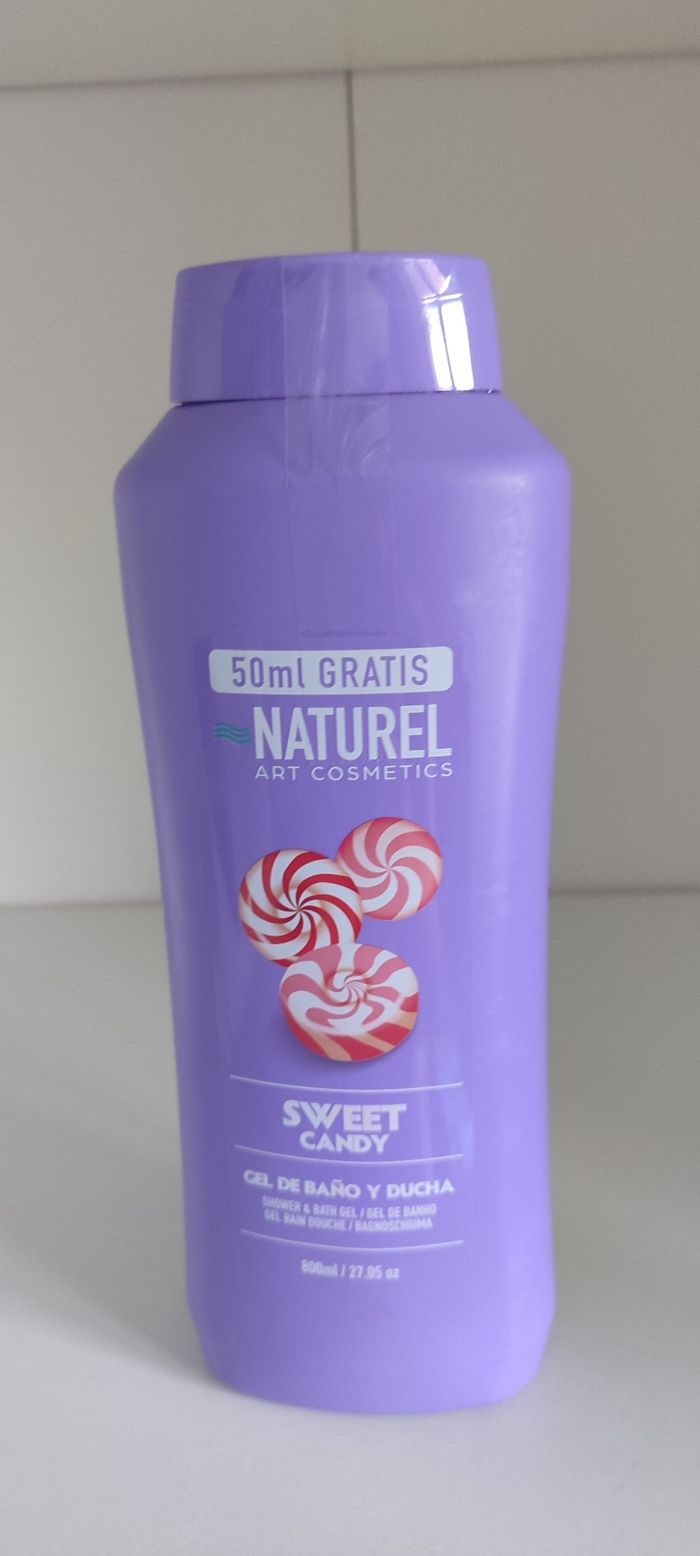 50ml GRATIS
NATUREL
ART COSMETICS
SWEET
CANDY
GEL DE BAÑO Y DUCHA
SHOWER & BATH GEL / GEL DE BANHO
GEL BAIN DOUCHE / BAGNOSCHIUMA
800ml / 27.05 oz